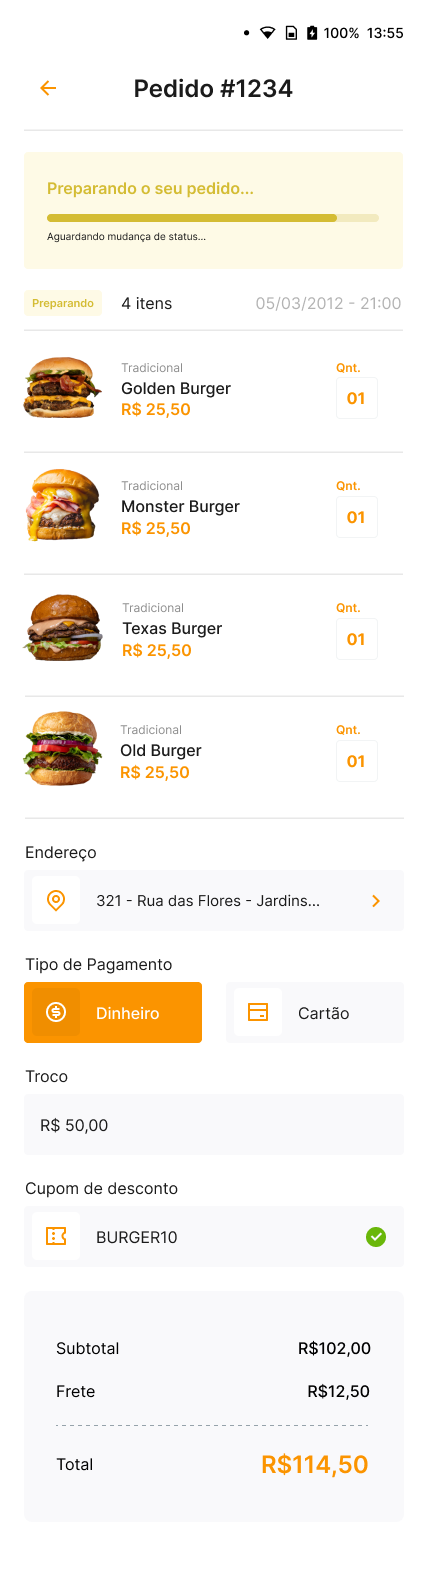 100% 13:55
Pedido #1234
Preparando o seu pedido...
Aguardando mudança de status...
Preparando 4 itens 05/03/2012 - 21:00
Tradicional Qnt.
Golden Burger
R$ 25,50 01
Tradicional Qnt.
Monster Burger
R$ 25,50 01
Tradicional Qnt.
Texas Burger
R$ 25,50 01
Tradicional Qnt.
Old Burger
R$ 25,50 01
Endereço
321 - Rua das Flores - Jardins...
Tipo de Pagamento
Dinheiro Cartão
Troco
R$ 50,00
Cupom de desconto
BURGER10
Subtotal R$102,00
Frete R$12,50
Total R$114,50